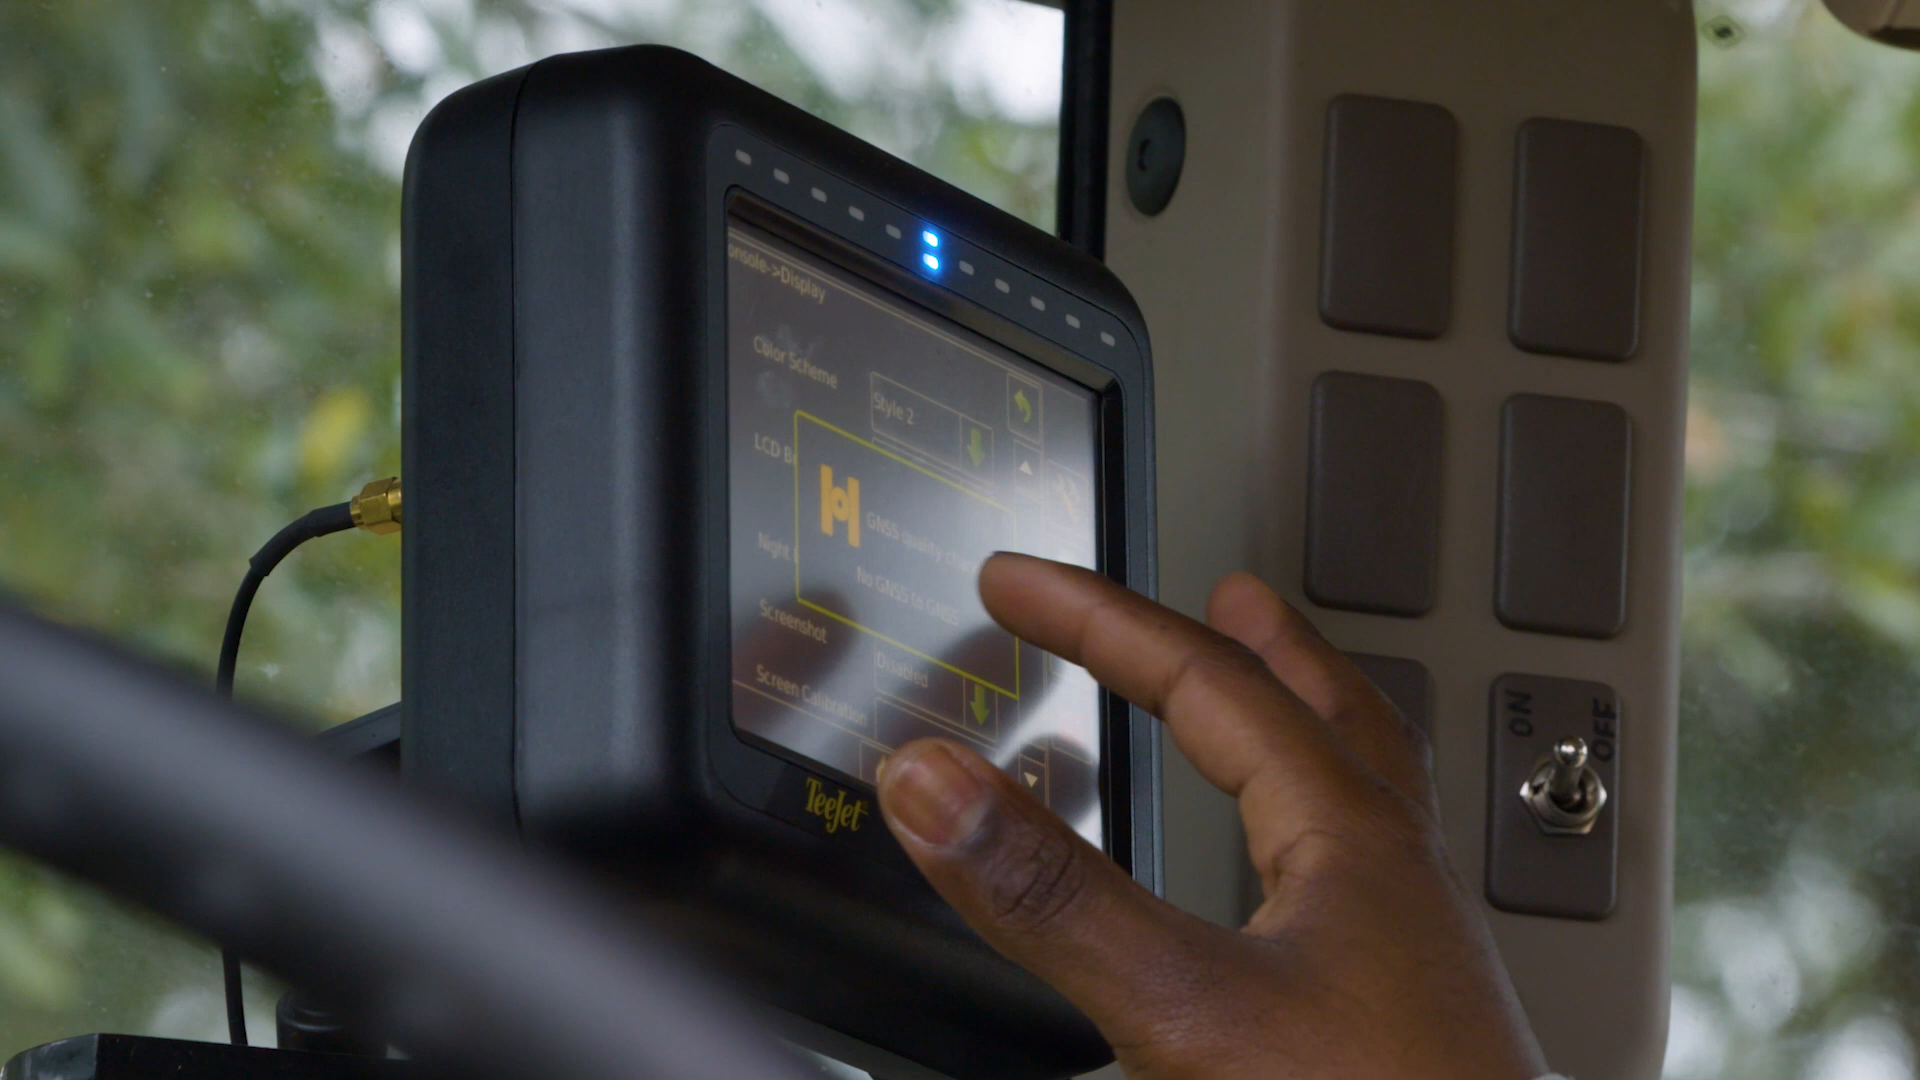 onsole->Display
Color Scheme
Style 2
LCD B
GNSS quality
No GNSS to GNSS
Night
Screenshot
Disabled
Screen Calibration
TeeJet
ON
OFF